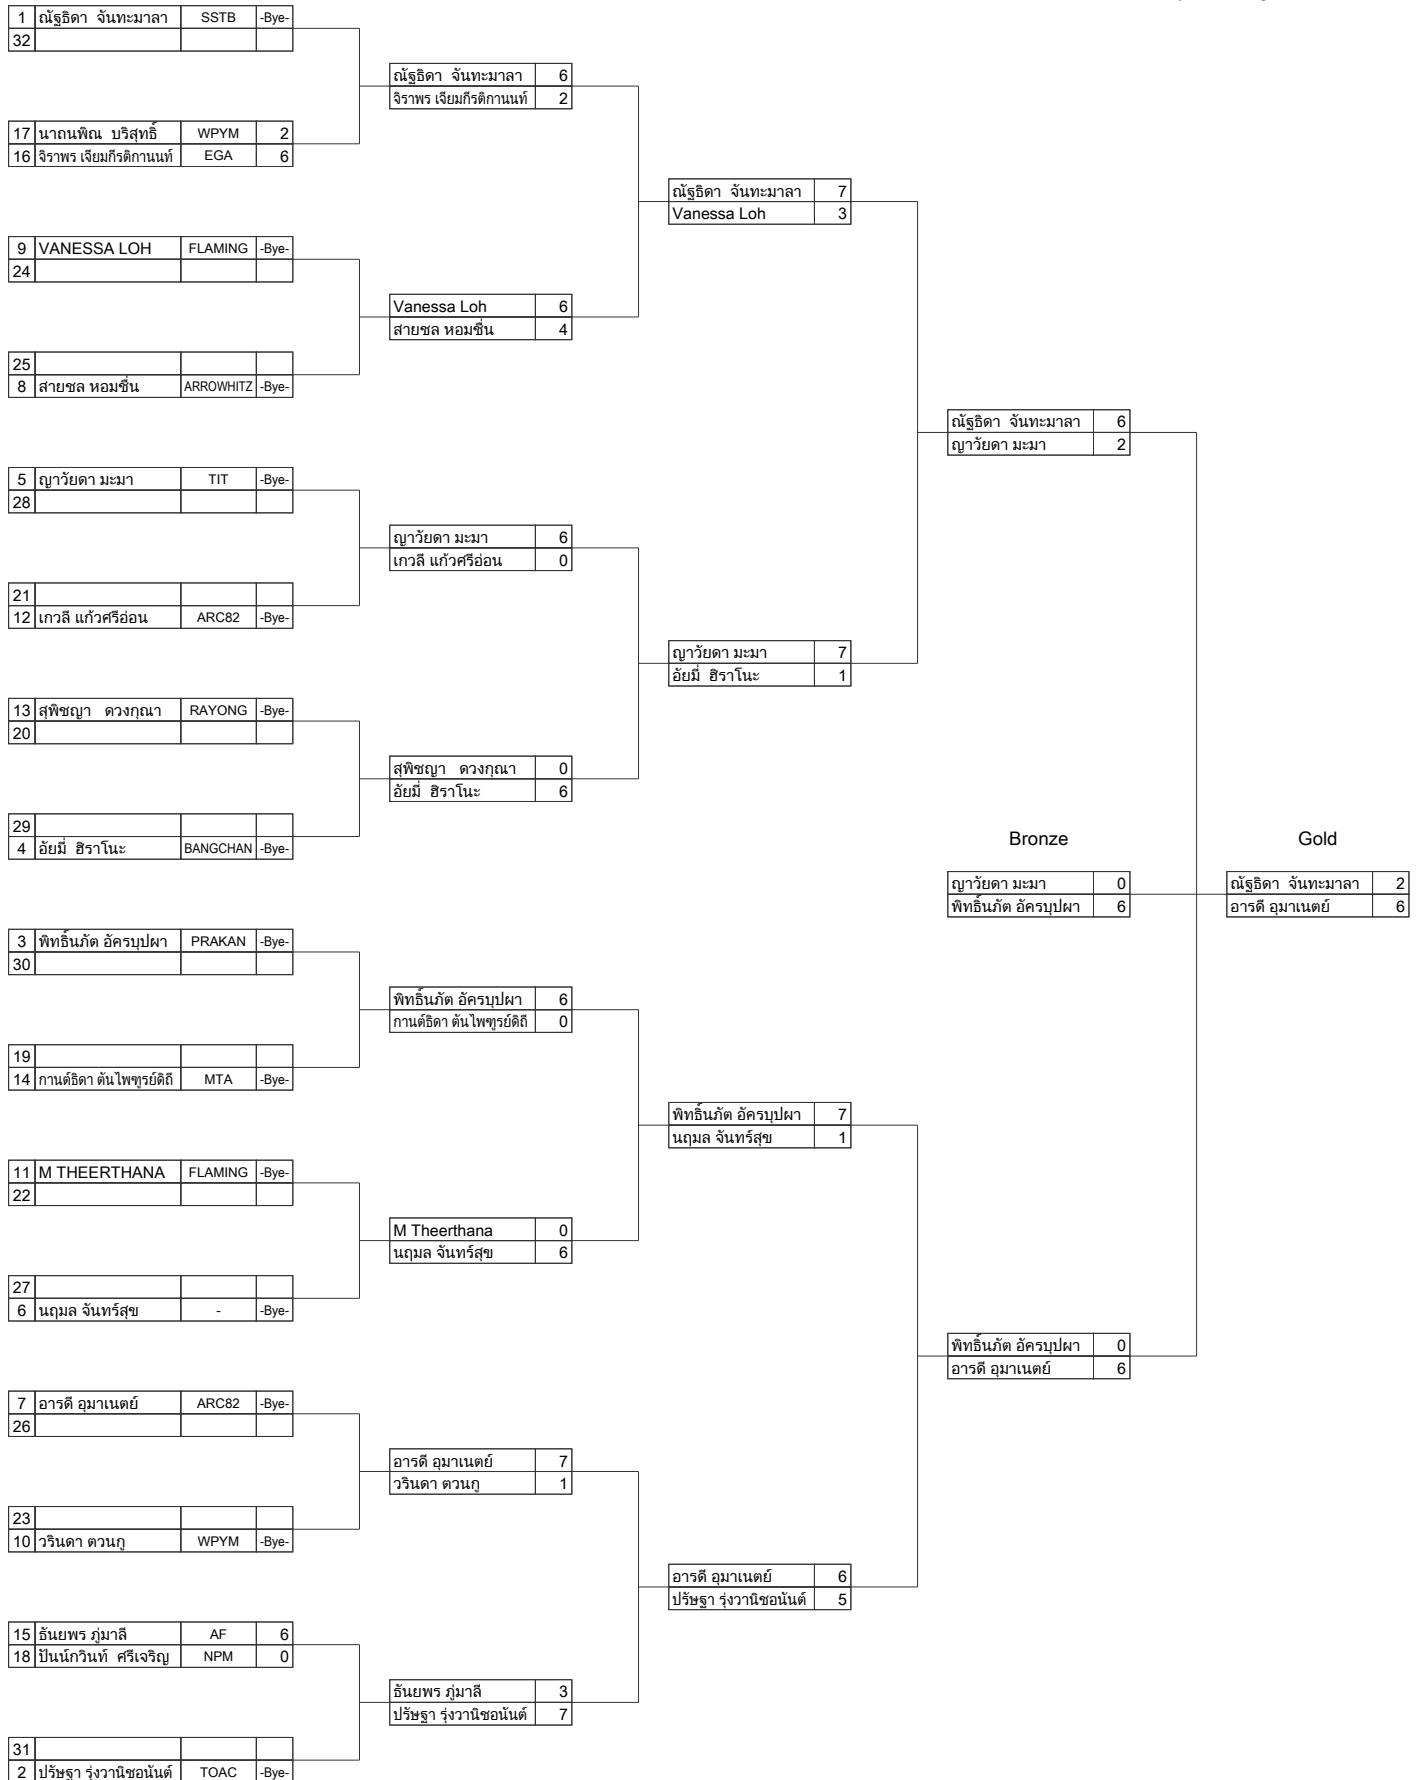 1 ณัฐธิดา จันทะมาลา SSTB -Bye-
32
ณัฐธิดา จันทะมาลา 6
จิราพร เจียมกีรติกานนท์ 2
17 นาถนพิณ บริสุทธิ์ WPYM 2
16 จิราพร เจียมกีรติกานนท์ EGA 6
ณัฐธิดา จันทะมาลา 7
Vanessa Loh 3
9 VANESSA LOH FLAMING -Bye-
24
Vanessa Loh 6
สายชล หอมชื่น 4
25
8 สายชล หอมชื่น ARROWHITZ -Bye-
ณัฐธิดา จันทะมาลา 6
ญาวัยดา มะมา 2
5 ญาวัยดา มะมา TIT -Bye-
28
ญาวัยดา มะมา 6
เกวลี แก้วศรีอ่อน 0
21
12 เกวลี แก้วศรีอ่อน ARC82 -Bye-
ญาวัยดา มะมา 7
อัยมี่ ฮิราโนะ 1
13 สุพิชญา ดวงกุณา RAYONG -Bye-
20
สุพิชญา ดวงกุณา 0
อัยมี่ ฮิราโนะ 6
29
4 อัยมี่ ฮิราโนะ BANGCHAN -Bye-
Bronze Gold
ญาวัยดา มะมา 0 ณัฐธิดา จันทะมาลา 2
พิทธิ์นภัต อัครบุปผา 6 อารดี อุมาเนตย์ 6
3 พิทธิ์นภัต อัครบุปผา PRAKAN -Bye-
30
พิทธิ์นภัต อัครบุปผา 6
กานต์ธิดา ตันไพฑูรย์ดิถี 0
19
14 กานต์ธิดา ตันไพฑูรย์ดิถี MTA -Bye-
พิทธิ์นภัต อัครบุปผา 7
นฤมล จันทร์สุข 1
11 M THEERTHANA FLAMING -Bye-
22
M Theerthana 0
นฤมล จันทร์สุข 6
27
6 นฤมล จันทร์สุข - -Bye-
พิทธิ์นภัต อัครบุปผา 0
อารดี อุมาเนตย์ 6
7 อารดี อุมาเนตย์ ARC82 -Bye-
26
อารดี อุมาเนตย์ 7
วรินดา ตวนกู 1
23
10 วรินดา ตวนกู WPYM -Bye-
อารดี อุมาเนตย์ 6
ปรัษฐา รุ่งวานิชอนันต์ 5
15 ธันยพร ภู่มาลี AF 6
18 ปันน์กวินท์ ศรีเจริญ NPM 0
ธันยพร ภู่มาลี 3
ปรัษฐา รุ่งวานิชอนันต์ 7
31
2 ปรัษฐา รุ่งวานิชอนันต์ TOAC -Bye-